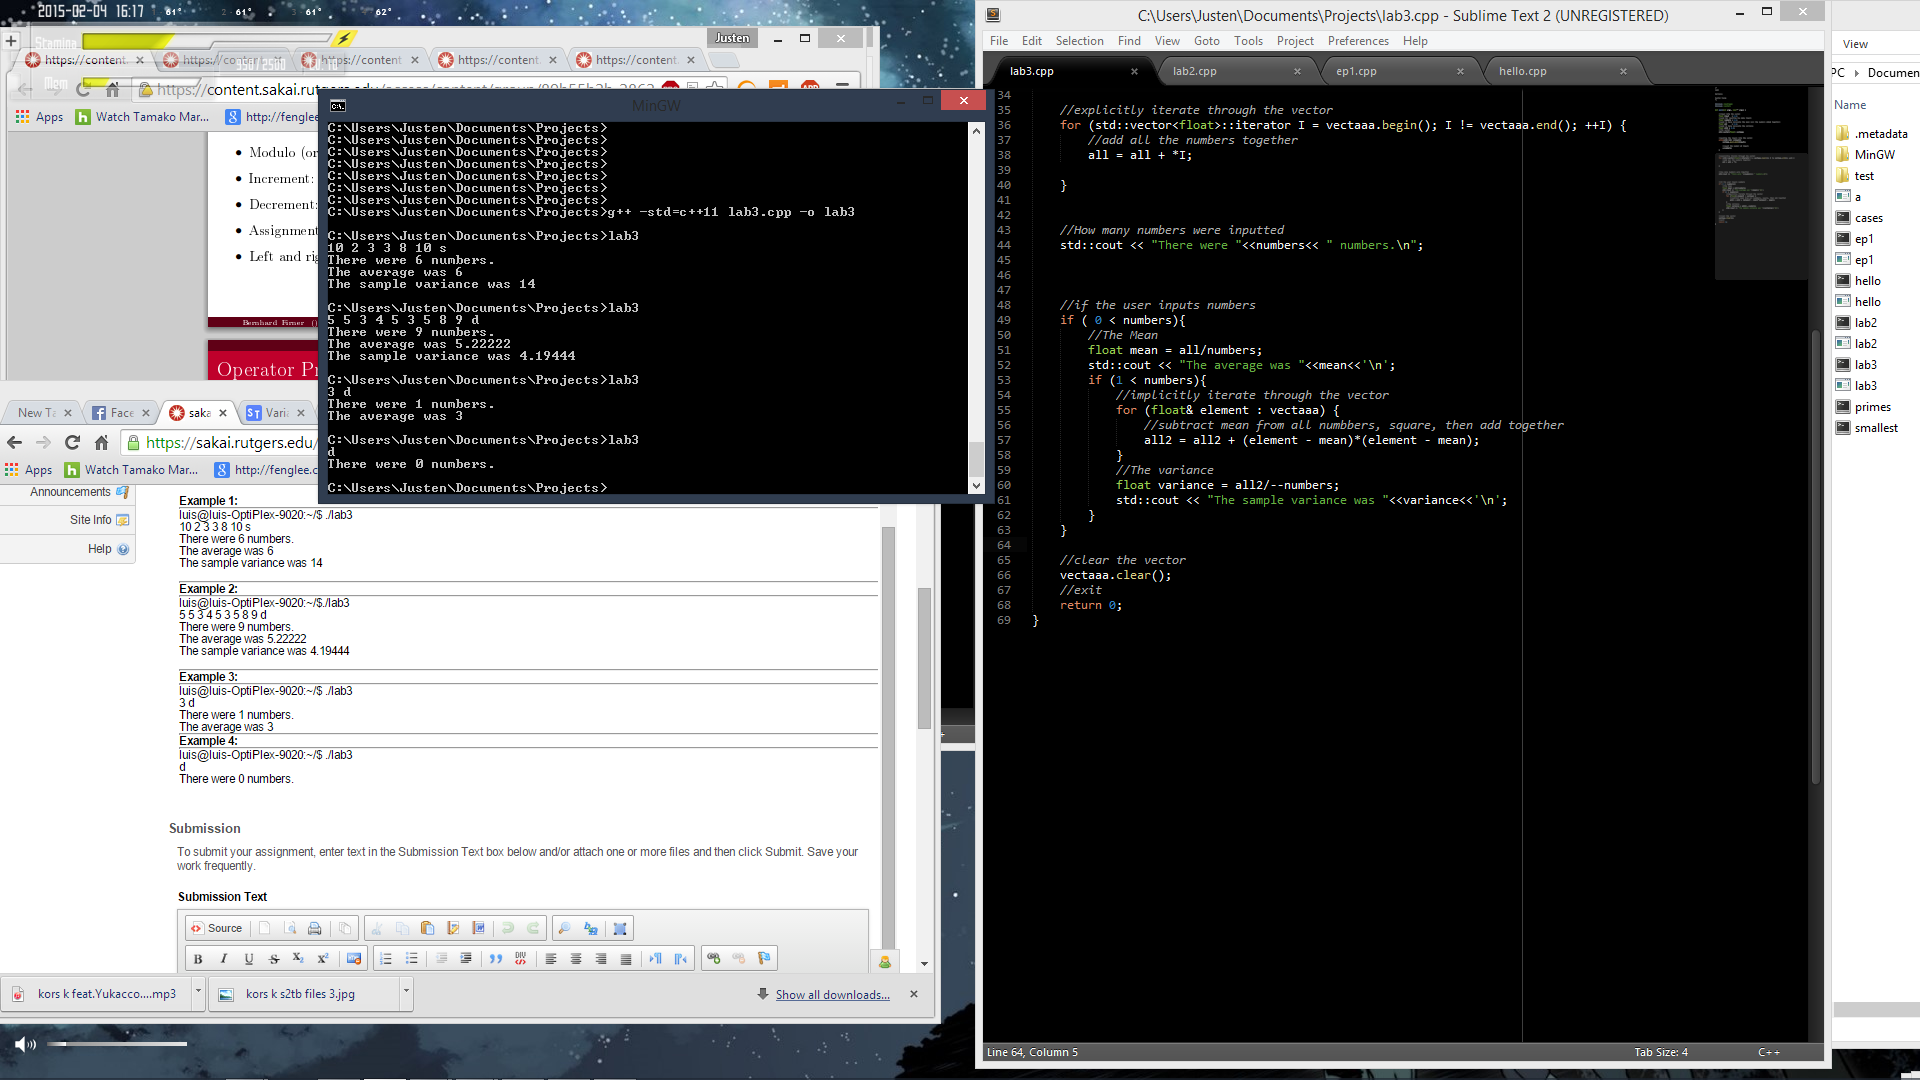 2015-02-04 16:17
61°
61°
61°
62°
Stamina
Mem
Justen
https://content.
https://content
https://content
https://content.
https://content.
Apps
Watch Tamako Mar...
Modulo (or
Increment:
Decrement:
Assignment
Left and rig
Bernhard Firner ()
Operator Pr
MinGW
C:\Users\Justen\Documents\Projects>
C:\Users\Justen\Documents\Projects>
C:\Users\Justen\Documents\Projects>
C:\Users\Justen\Documents\Projects>
C:\Users\Justen\Documents\Projects>
C:\Users\Justen\Documents\Projects>
C:\Users\Justen\Documents\Projects>
C:\Users\Justen\Documents\Projects>g++ -std=c++11 lab3.cpp -o lab3
C:\Users\Justen\Documents\Projects>lab3
10 2 3 3 8 10 s
There were 6 numbers.
The average was 6
The sample variance was 14
C:\Users\Justen\Documents\Projects>lab3
5 5 3 4 5 3 5 8 9 d
There were 9 numbers.
The average was 5.22222
The sample variance was 4.19444
C:\Users\Justen\Documents\Projects>lab3
3 d
There were 1 numbers.
The average was 3
C:\Users\Justen\Documents\Projects>lab3
d
There were 0 numbers.
C:\Users\Justen\Documents\Projects>
New Ta
Face
saka
Varia
https://sakai.rutgers.edu/
Apps
Watch Tamako Mar...
http://fenglee.c
Announcements
Site Info
Help
Example 1:
luis@luis-OptiPlex-9020:~/$ ./lab3
10 2 3 3 8 10 s
There were 6 numbers.
The average was 6
The sample variance was 14
Example 2:
luis@luis-OptiPlex-9020:~/$./lab3
5 5 3 4 5 3 5 8 9 d
There were 9 numbers.
The average was 5.22222
The sample variance was 4.19444
Example 3:
luis@luis-OptiPlex-9020:~/$ ./lab3
3 d
There were 1 numbers.
The average was 3
Example 4:
luis@luis-OptiPlex-9020:~/$ ./lab3
d
There were 0 numbers.
Submission
To submit your assignment, enter text in the Submission Text box below and/or attach one or more files and then click Submit. Save your
work frequently.
Submission Text
Source
kors k feat.Yukacco....mp3
kors k s2tb files 3.jpg
Show all downloads...
C:\Users\Justen\Documents\Projects\lab3.cpp - Sublime Text 2 (UNREGISTERED)
File Edit Selection Find View Goto Tools Project Preferences Help
lab3.cpp
lab2.cpp
ep1.cpp
hello.cpp
34
35 //explicitly iterate through the vector
36 for (std::vector<float>::iterator I = vectaaa.begin(); I != vectaaa.end(); ++I) {
37 //add all the numbers together
38 all = all + *I;
39
40 }
41
42
43 //How many numbers were inputted
44 std::cout << "There were "<<numbers<< " numbers.\n";
45
46
47
48 //if the user inputs numbers
49 if ( 0 < numbers){
50 //The Mean
51 float mean = all/numbers;
52 std::cout << "The average was "<<mean<<'\n';
53 if (1 < numbers){
54 //implicitly iterate through the vector
55 for (float& element : vectaaa) {
56 //subtract mean from all numbbers, square, then add together
57 all2 = all2 + (element - mean)*(element - mean);
58 }
59 //The variance
60 float variance = all2/--numbers;
61 std::cout << "The sample variance was "<<variance<<'\n';
62 }
63 }
64
65 //clear the vector
66 vectaaa.clear();
67 //exit
68 return 0;
69 }
Line 64, Column 5
Tab Size: 4
C++
View
PC
Documen
Name
.metadata
MinGW
test
a
cases
ep1
ep1
hello
hello
lab2
lab2
lab3
lab3
primes
smallest